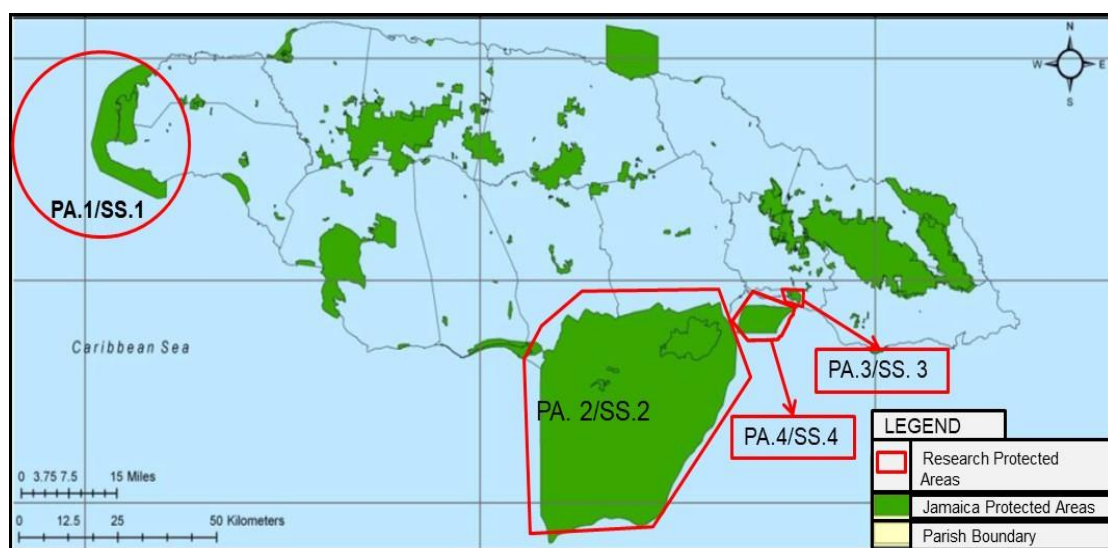 N
W E
S
PA.1/SS.1
Caribbean Sea
PA. 2/SS.2
PA.3/SS. 3
PA.4/SS.4
0 3.75 7.5 15 Miles
0 12.5 25 50 Kilometers
LEGEND
Research Protected
Areas
Jamaica Protected Areas
Parish Boundary